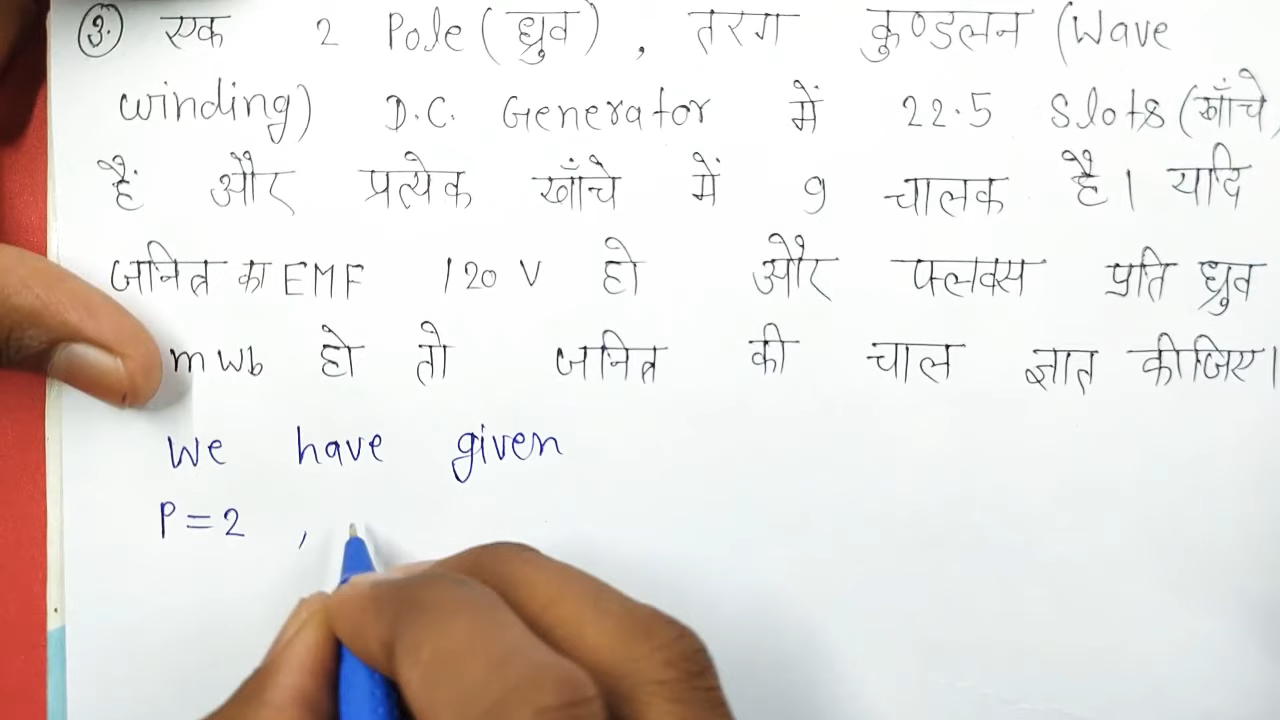 ③. एक 2 Pole (ध्रुव), तरग कुण्डलन (Wave
winding) D.C. Generator में 22.5 Slots (खाँचे
हैं और प्रत्येक खाँचे में 9 चालक है। यदि
जनित्र का EMF 120 V हो और फ्लक्स प्रति ध्रुव
mwb हो तो जनित्र की चाल ज्ञात कीजिए।
We have given
P = 2 ,